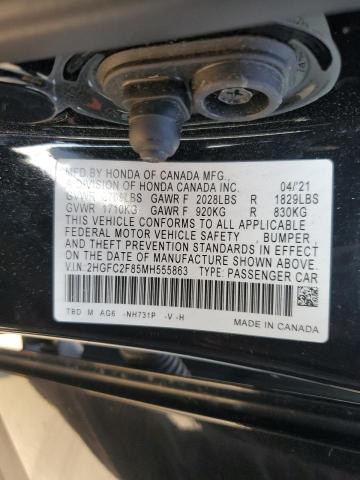 MFD.BY HONDA OF CANADA MFG.,
A DIVISION OF HONDA CANADA INC. 04/21
GVWR LBS GAWR F 2028LBS R 1829LBS
GVWR 1710KG GAWR F 920KG R 830KG
THIS VEHICLE CONFORMS TO ALL APPLICABLE
FEDERAL MOTOR VEHICLE SAFETY, BUMPER,
AND THEFT PREVENTION STANDARDS IN EFFECT
ON THE DATE OF MANUFACTURE SHOWN ABOVE.
V.I.N. 2HGFC2F85MH555863 TYPE: PASSENGER CAR
TBD M AG6 -NH731P -V -H
MADE IN CANADA